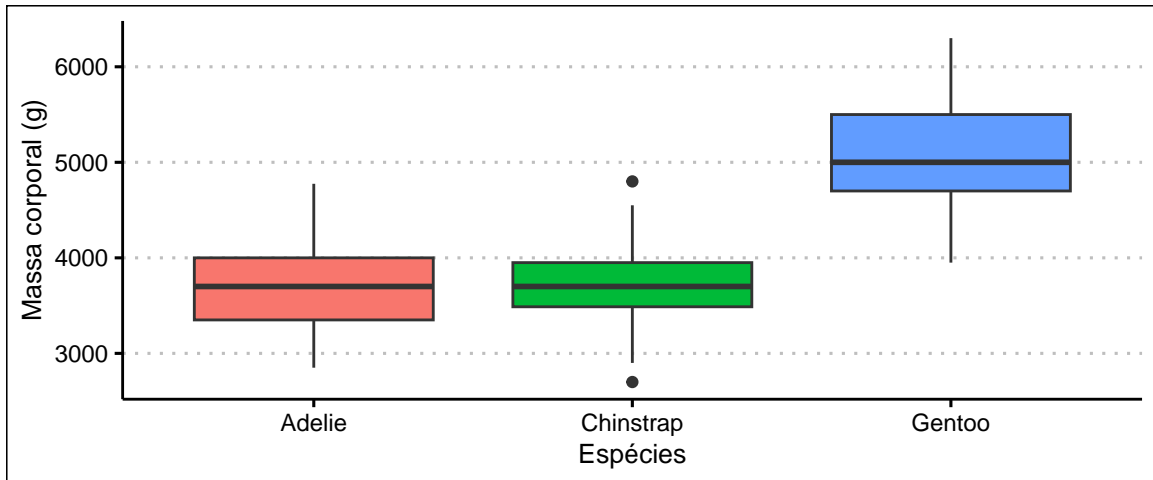 Massa corporal (g)
6000
5000
4000
3000
Adelie
Chinstrap
Gentoo
Espécies